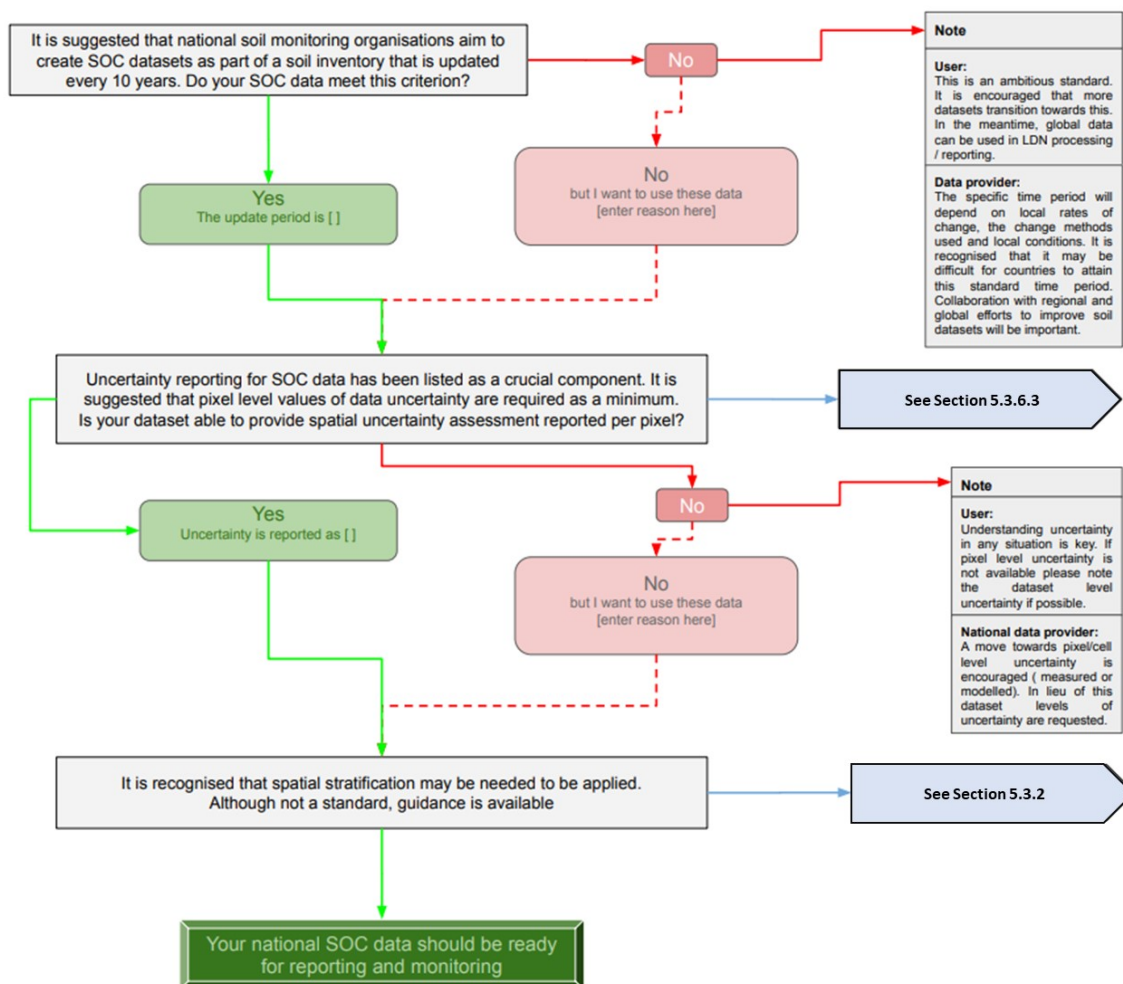 It is suggested that national soil monitoring organisations aim to
create SOC datasets as part of a soil inventory that is updated
every 10 years. Do your SOC data meet this criterion?
No
Note
User:
This is an ambitious standard.
It is encouraged that more
datasets transition towards this.
In the meantime, global data
can be used in LDN processing
/ reporting.
Data provider:
The specific time period will
depend on local rates of
change, the change methods
used and local conditions. It is
recognised that it may be
difficult for countries to attain
this standard time period.
Collaboration with regional and
global efforts to improve soil
datasets will be important.
Yes
The update period is [ ]
No
but I want to use these data
[enter reason here]
Uncertainty reporting for SOC data has been listed as a crucial component. It is
suggested that pixel level values of data uncertainty are required as a minimum.
Is your dataset able to provide spatial uncertainty assessment reported per pixel?
See Section 5.3.6.3
Yes
Uncertainty is reported as [ ]
No
Note
User:
Understanding uncertainty
in any situation is key. If
pixel level uncertainty is
not available please note
the dataset level
uncertainty if possible.
National data provider:
A move towards pixel/cell
level uncertainty is
encouraged ( measured or
modelled). In lieu of this
dataset levels of
uncertainty are requested.
No
but I want to use these data
[enter reason here]
It is recognised that spatial stratification may be needed to be applied.
Although not a standard, guidance is available
See Section 5.3.2
Your national SOC data should be ready
for reporting and monitoring